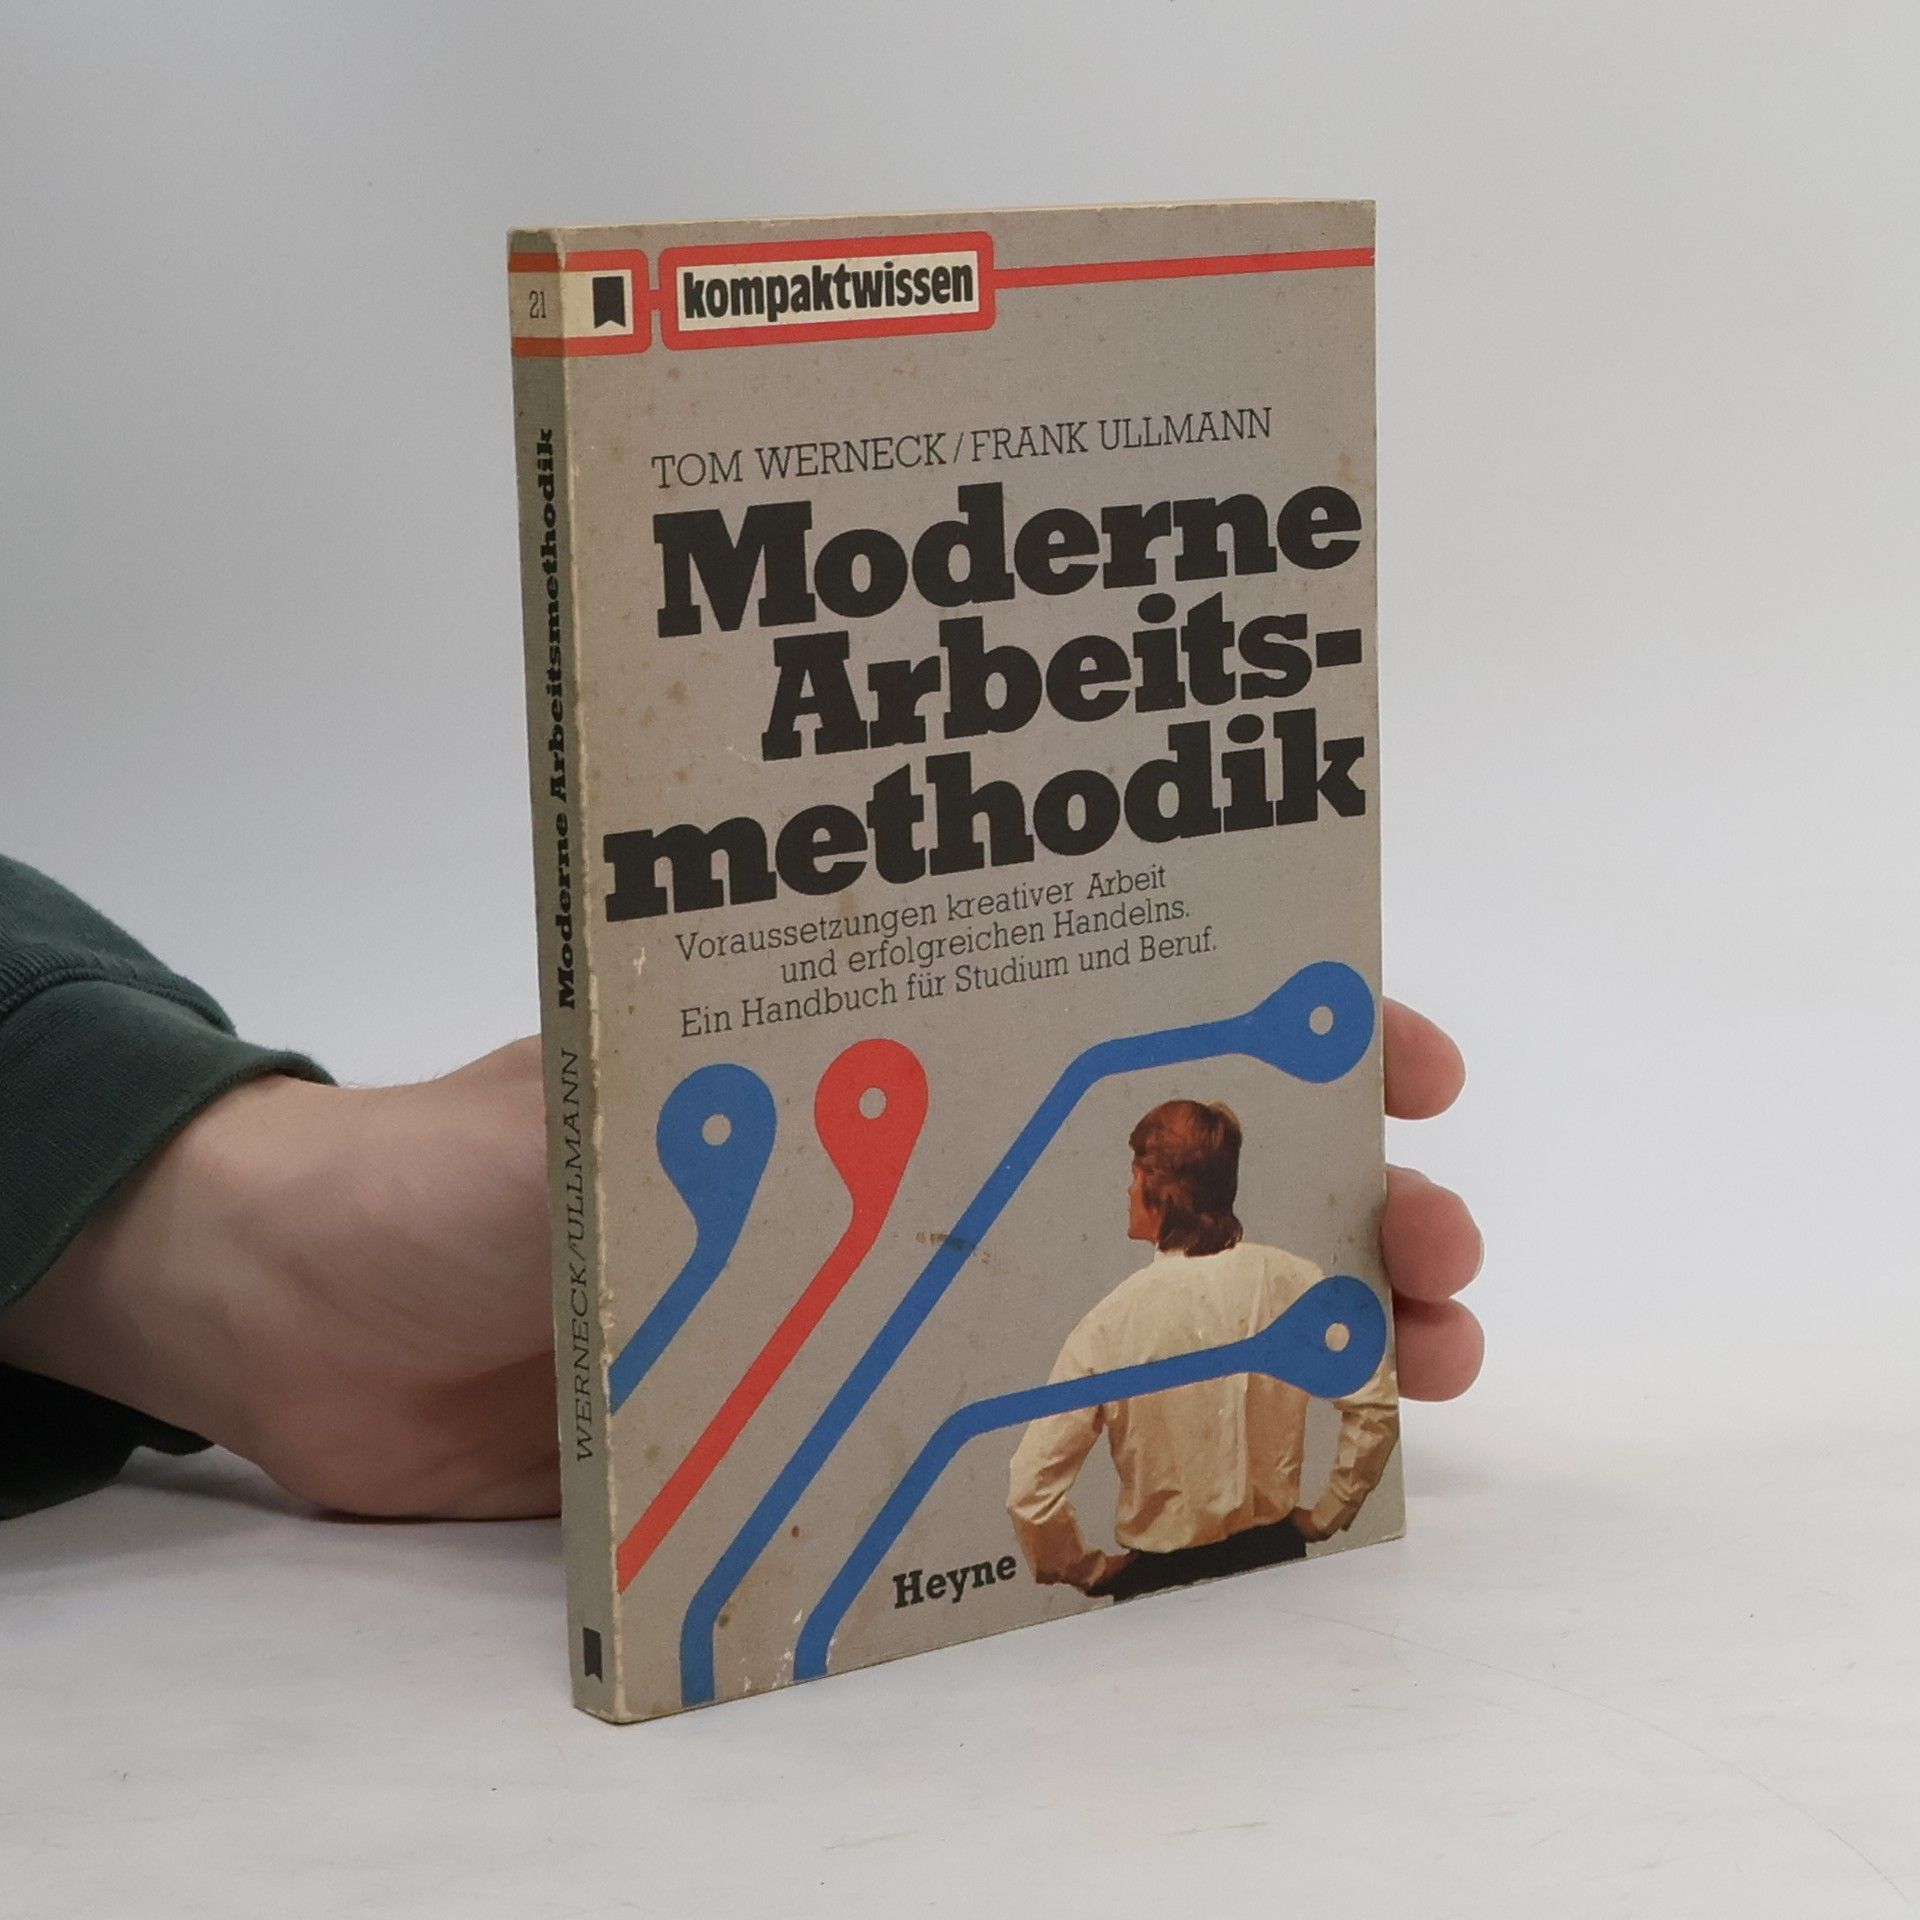 21
kompaktwissen
TOM WERNECK/FRANK ULLMANN
Moderne
Arbeits-
methodik
Voraussetzungen kreativer Arbeit
und erfolgreichen Handelns.
Ein Handbuch für Studium und Beruf.
Heyne
WERNECK/ULLMANN Moderne Arbeitsmethodik